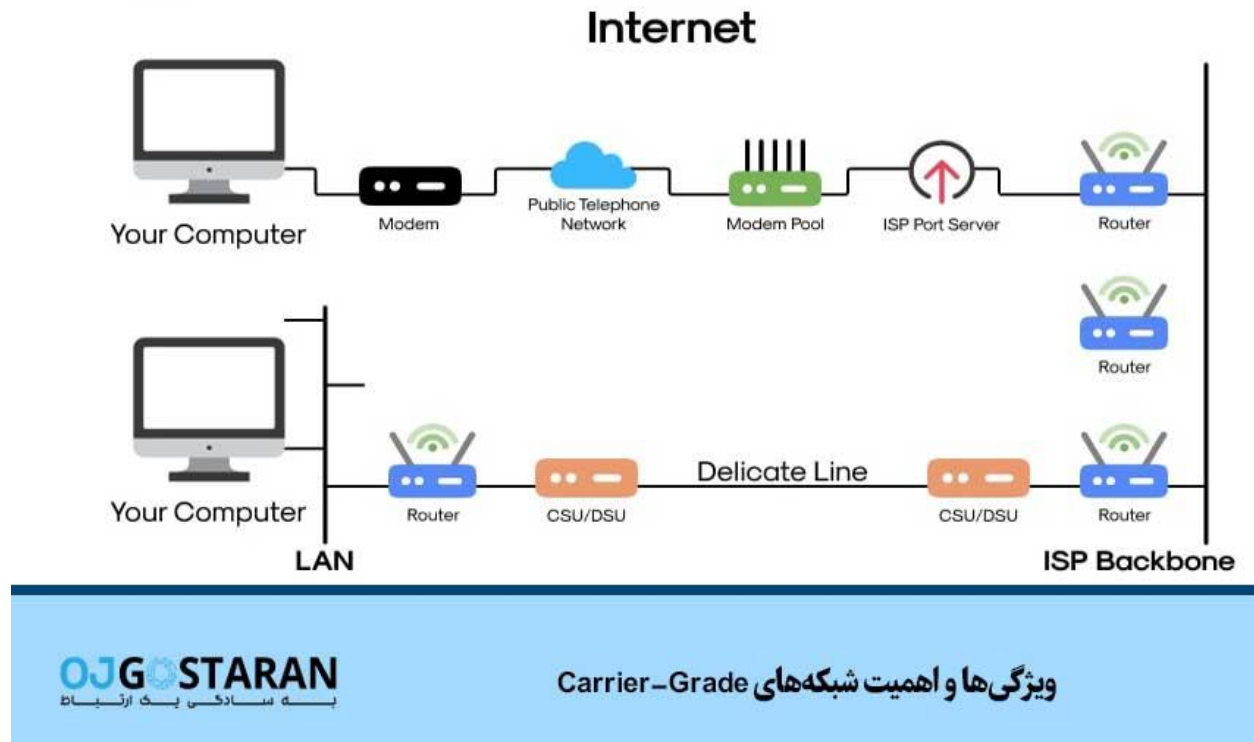 Internet
Your Computer
Modem
Public Telephone
Network
Modem Pool
ISP Port Server
Router
Router
Your Computer
Router
CSU/DSU
Delicate Line
CSU/DSU
Router
LAN
ISP Backbone
OJGOSTARAN
به سادگی یک ارتباط
ویژگی‌ها و اهمیت شبکه‌های Carrier-Grade